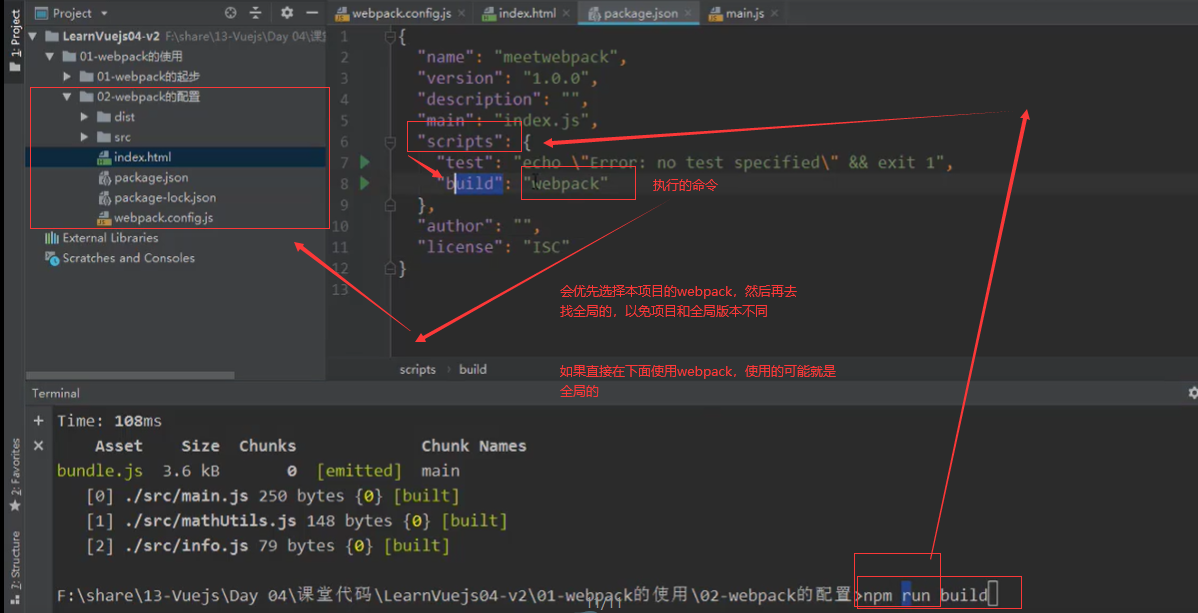 Project
webpack.config.js
index.html
package.json
main.js
1: Project
LearnVuejs04-v2 F:\share\13-Vuejs\Day 04\课堂
01-webpack的使用
01-webpack的起步
02-webpack的配置
dist
src
index.html
package.json
package-lock.json
webpack.config.js
External Libraries
Scratches and Consoles
1 {
2 "name": "meetwebpack",
3 "version": "1.0.0",
4 "description": "",
5 "main": "index.js",
6 "scripts": {
7 "test": "echo \"Error: no test specified\" && exit 1",
8 "build": "webpack"
9 },
10 "author": "",
11 "license": "ISC"
12 }
13
执行的命令
会优先选择本项目的webpack，然后再去
找全局的，以免项目和全局版本不同
scripts › build
如果直接在下面使用webpack，使用的可能就是
全局的
Terminal
Time: 108ms
Asset Size Chunks Chunk Names
bundle.js 3.6 kB 0 [emitted] main
[0] ./src/main.js 250 bytes {0} [built]
[1] ./src/mathUtils.js 148 bytes {0} [built]
[2] ./src/info.js 79 bytes {0} [built]
F:\share\13-Vuejs\Day 04\课堂代码\LearnVuejs04-v2\01-webpack的使用\02-webpack的配置>npm run build
11/11
2: Favorites
Z: Structure